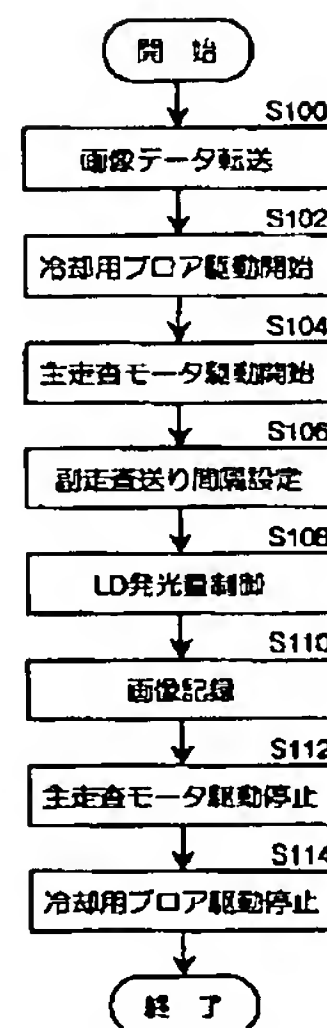 開 始
S100
画像データ転送
S102
冷却用ブロア駆動開始
S104
主走査モータ駆動開始
S106
副走査送り間隔設定
S108
LD発光量制御
S110
画像記録
S112
主走査モータ駆動停止
S114
冷却用ブロア駆動停止
終 了